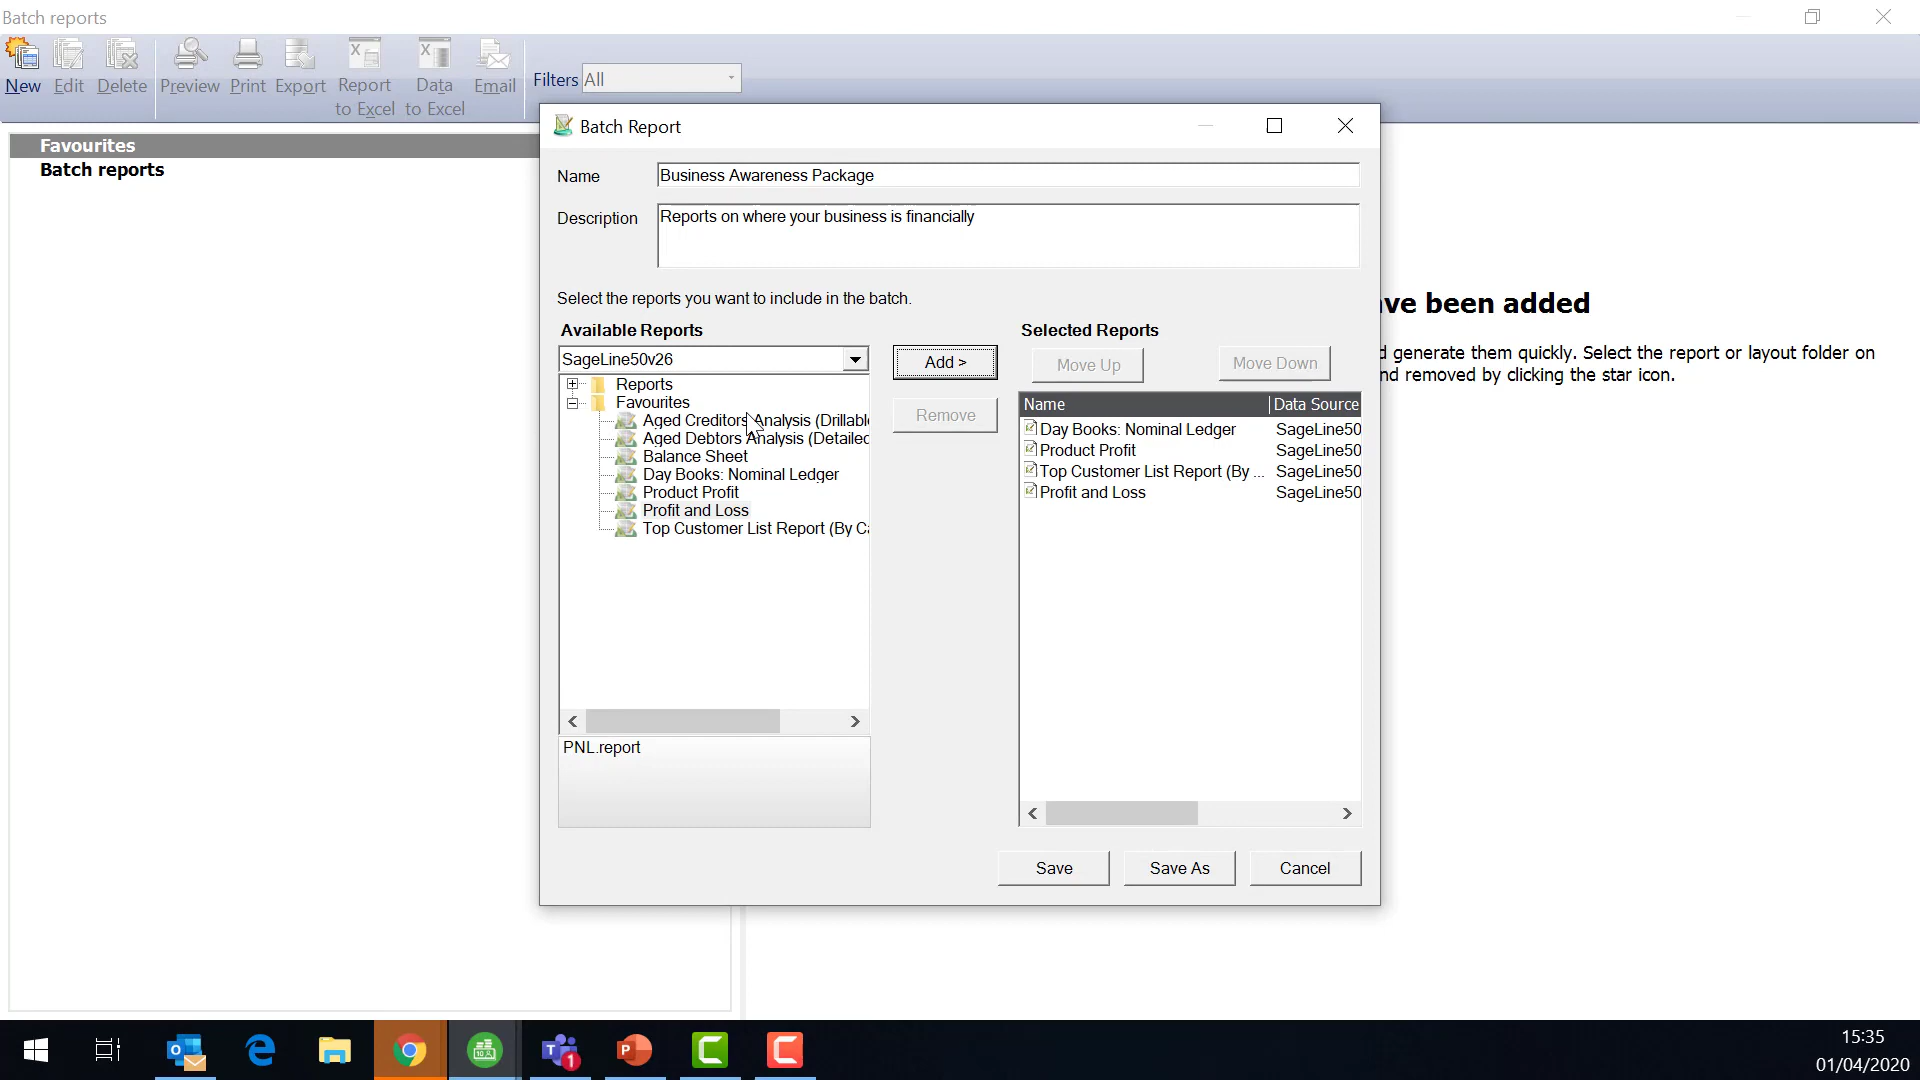 Batch reports
New Edit Delete Preview Print Export Report to Excel Data to Excel Email Filters All
Favourites
Batch reports
Batch Report
Name Business Awareness Package
Description Reports on where your business is financially
Select the reports you want to include in the batch.
Available Reports
SageLine50v26
Reports
Favourites
Aged Creditors Analysis (Drillable
Aged Debtors Analysis (Detailed
Balance Sheet
Day Books: Nominal Ledger
Product Profit
Profit and Loss
Top Customer List Report (By Ca
PNL.report
Add >
Remove
Selected Reports
Move Up Move Down
Name Data Source
Day Books: Nominal Ledger SageLine50
Product Profit SageLine50
Top Customer List Report (By ... SageLine50
Profit and Loss SageLine50
Save Save As Cancel
ve been added
generate them quickly. Select the report or layout folder on
nd removed by clicking the star icon.
15:35
01/04/2020